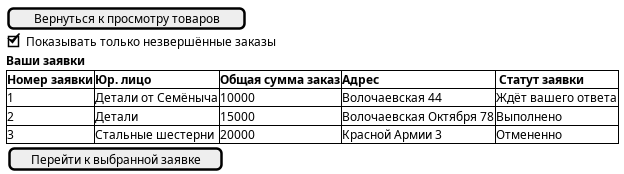 Вернуться к просмотру товаров
Показывать только незвершённые заказы
Ваши заявки
Номер заявки Юр. лицо Общая сумма заказ Адрес Статут заявки
1 Детали от Семёныча 10000 Волочаевская 44 Ждёт вашего ответа
2 Детали 15000 Волочаевская Октября 78 Выполнено
3 Стальные шестерни 20000 Красной Армии 3 Отмененно
Перейти к выбранной заявке